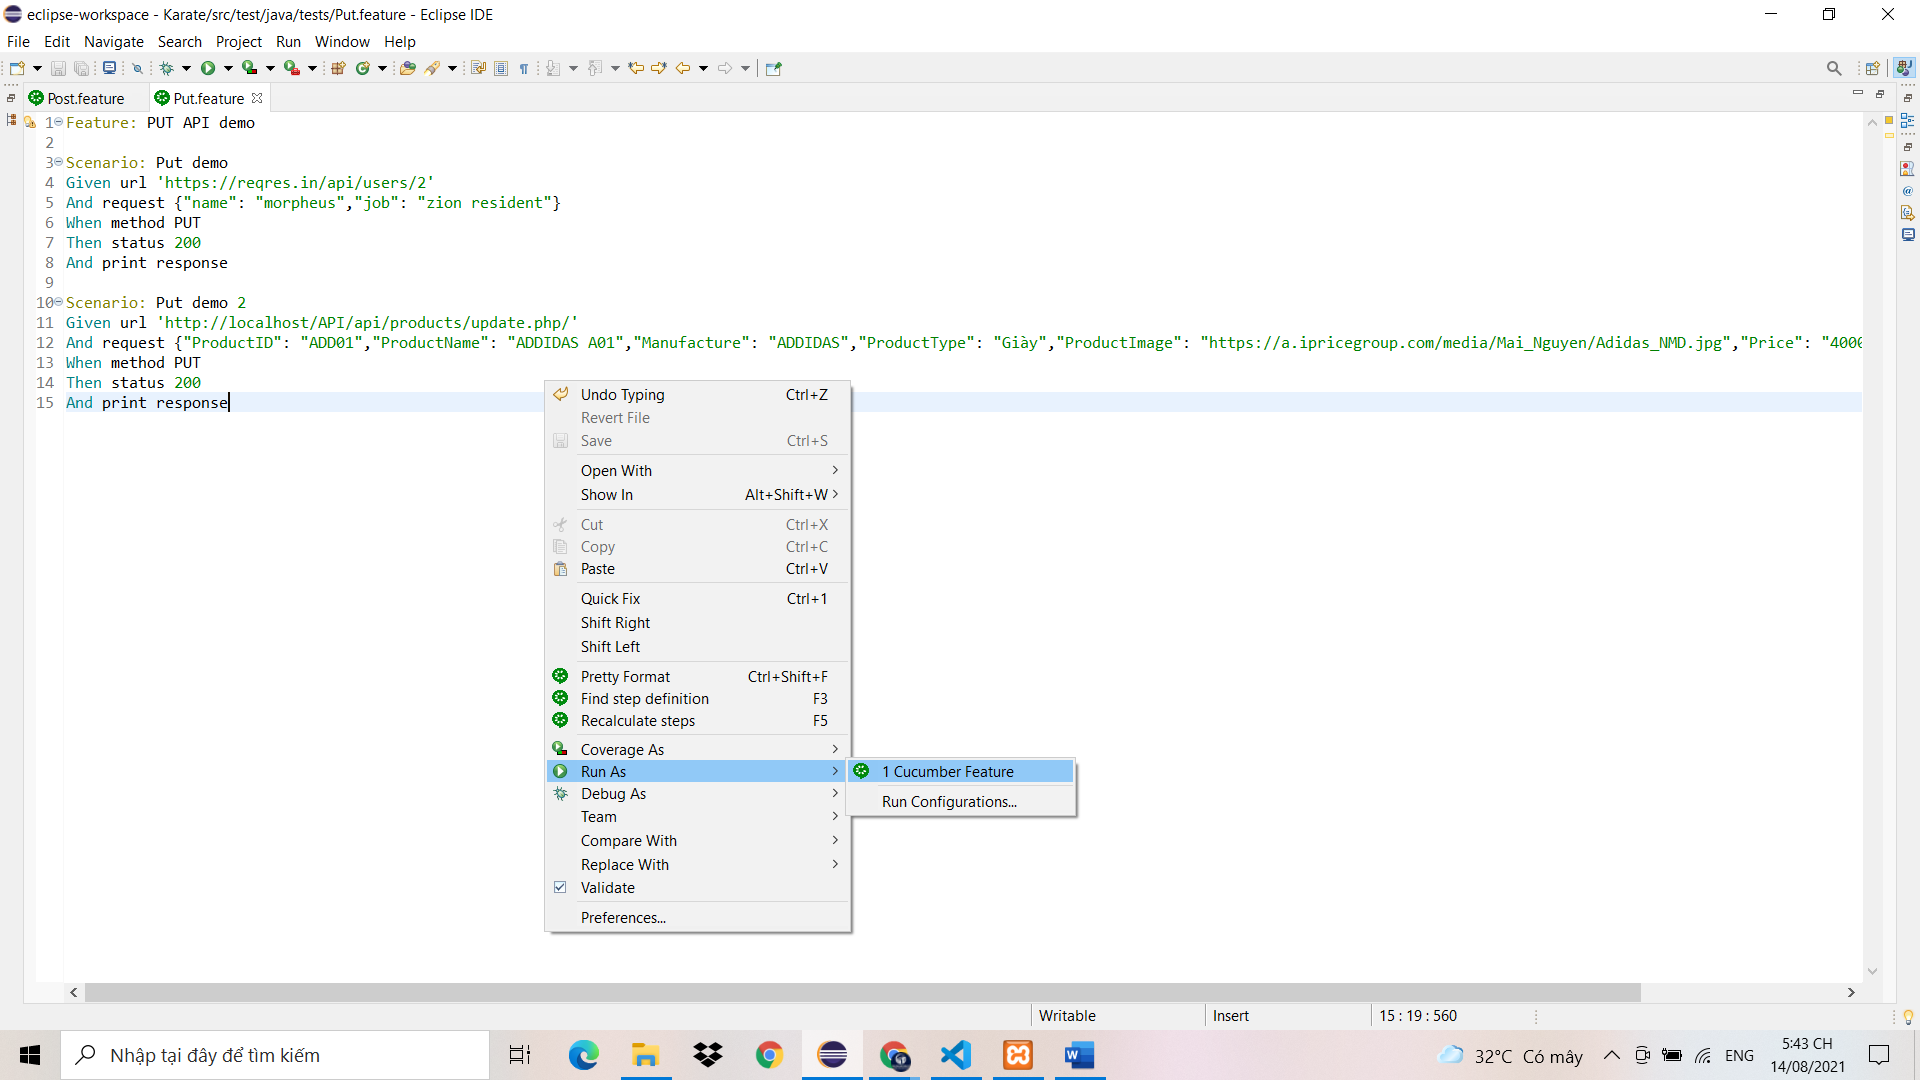 eclipse-workspace - Karate/src/test/java/tests/Put.feature - Eclipse IDE
File Edit Navigate Search Project Run Window Help
Post.feature Put.feature
1 Feature: PUT API demo
2
3 Scenario: Put demo
4 Given url 'https://reqres.in/api/users/2'
5 And request {"name": "morpheus","job": "zion resident"}
6 When method PUT
7 Then status 200
8 And print response
9
10 Scenario: Put demo 2
11 Given url 'http://localhost/API/api/products/update.php/'
12 And request {"ProductID": "ADD01","ProductName": "ADDIDAS A01","Manufacture": "ADDIDAS","ProductType": "Giày","ProductImage": "https://a.ipricegroup.com/media/Mai_Nguyen/Adidas_NMD.jpg","Price": "4000
13 When method PUT
14 Then status 200
15 And print response
Undo Typing Ctrl+Z
Revert File
Save Ctrl+S
Open With
Show In Alt+Shift+W
Cut Ctrl+X
Copy Ctrl+C
Paste Ctrl+V
Quick Fix Ctrl+1
Shift Right
Shift Left
Pretty Format Ctrl+Shift+F
Find step definition F3
Recalculate steps F5
Coverage As
Run As
1 Cucumber Feature
Debug As
Run Configurations...
Team
Compare With
Replace With
Validate
Preferences...
Writable Insert 15 : 19 : 560
Nhập tại đây để tìm kiếm
32°C Có mây
ENG
5:43 CH
14/08/2021